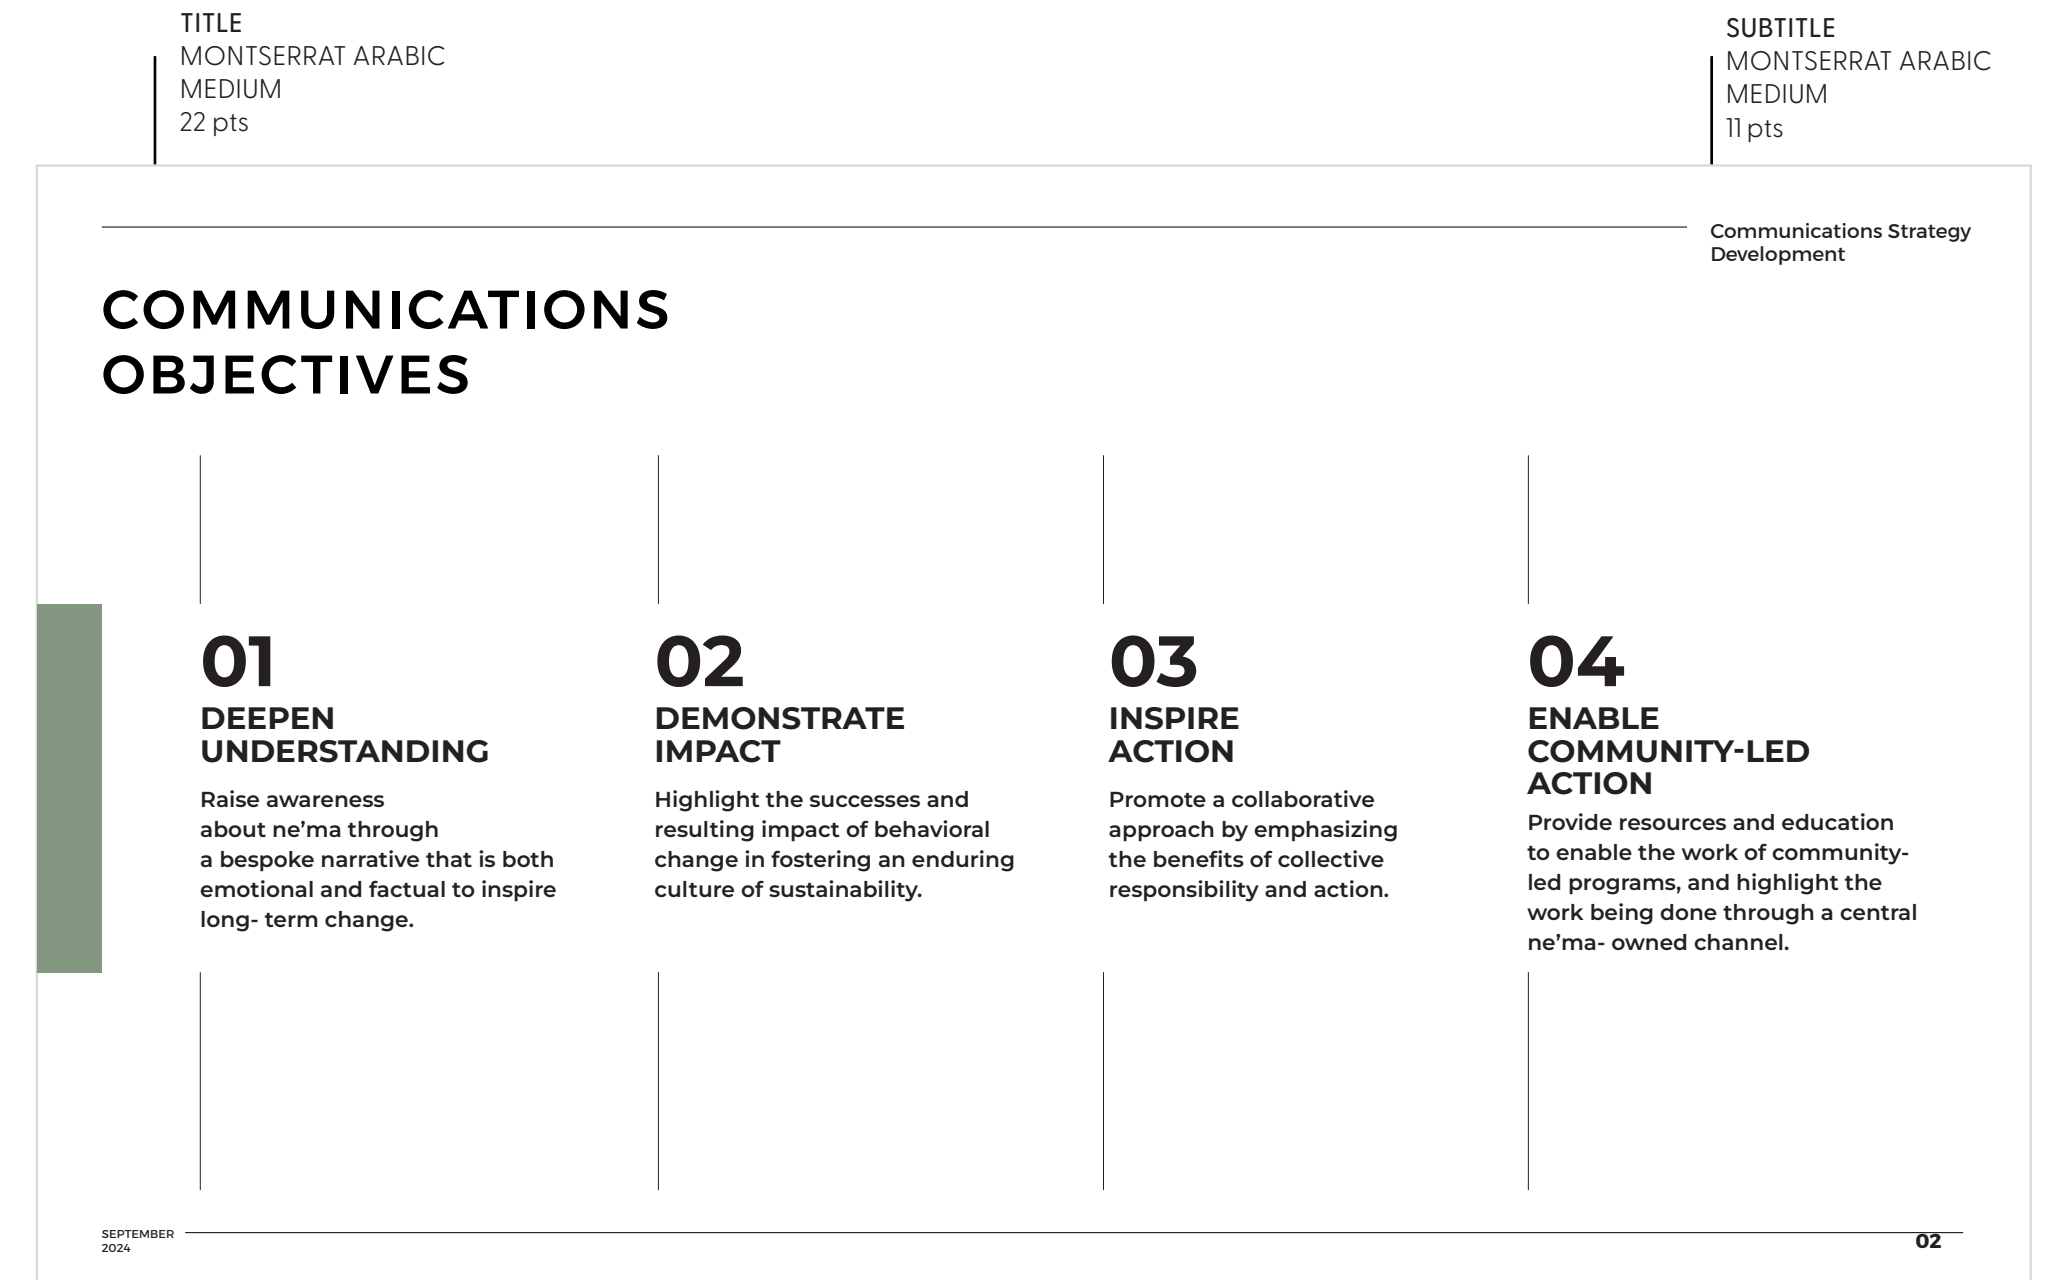 TITLE
MONTSERRAT ARABIC
MEDIUM
22 pts
SUBTITLE
MONTSERRAT ARABIC
MEDIUM
11 pts
Communications Strategy
Development
COMMUNICATIONS
OBJECTIVES
01
DEEPEN
UNDERSTANDING
Raise awareness
about ne’ma through
a bespoke narrative that is both
emotional and factual to inspire
long- term change.
02
DEMONSTRATE
IMPACT
Highlight the successes and
resulting impact of behavioral
change in fostering an enduring
culture of sustainability.
03
INSPIRE
ACTION
Promote a collaborative
approach by emphasizing
the benefits of collective
responsibility and action.
04
ENABLE
COMMUNITY-LED
ACTION
Provide resources and education
to enable the work of community-
led programs, and highlight the
work being done through a central
ne’ma- owned channel.
SEPTEMBER
2024
02